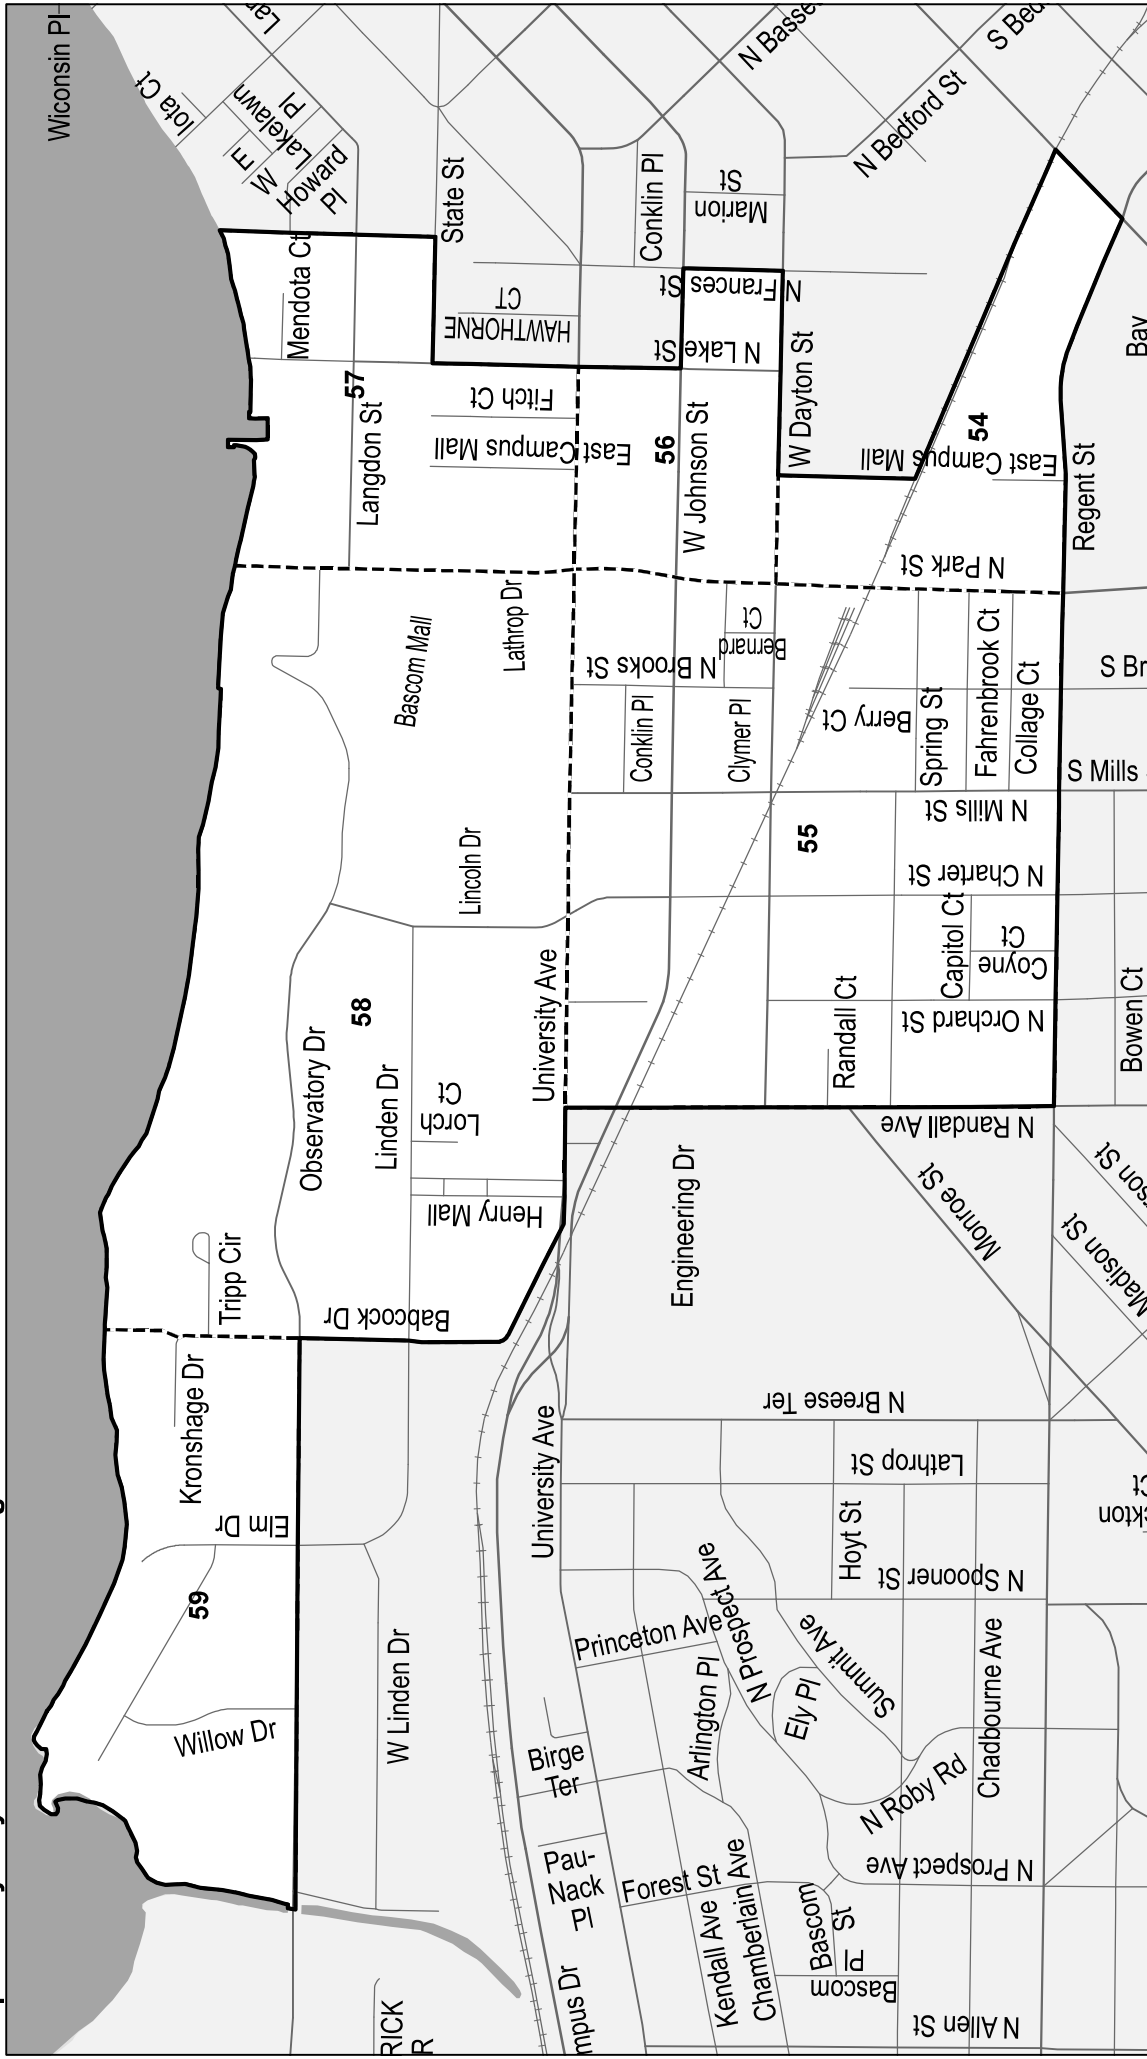 Wiconsin Pl
Iota Ct
Lakelawn
Pl
E
W
Howard
Pl
State St
Mendota Ct
HAWTHORNE
CT
Conklin Pl
Marion
St
N Bedford St
N Frances St
N Lake St
W Dayton St
57
Langdon St
Fitch Ct
East Campus Mall
56
W Johnson St
54
East Campus Mall
Regent St
Bay
N Park St
Lathrop Dr
Bascom Mall
N Brooks St
Bernard
Ct
Conklin Pl
Clymer Pl
Berry Ct
Spring St
Fahrenbrook Ct
Collage Ct
S Br
S Mills
N Mills St
55
Lincoln Dr
N Charter St
Capitol Ct
Coyne
Ct
University Ave
58
Observatory Dr
Linden Dr
Lorch
Ct
Randall Ct
N Orchard St
Bowen Ct
N Randall Ave
Henry Mall
Engineering Dr
Monroe St
Madison St
Tripp Cir
Babcock Dr
Kronshage Dr
N Breese Ter
University Ave
Lathrop St
Elm Dr
Hoyt St
N Spooner St
59
Willow Dr
W Linden Dr
Princeton Ave
N Prospect Ave
Arlington Pl
Ely Pl
Summit Ave
Chadbourne Ave
Birge
Ter
N Roby Rd
Pau-
Nack
Pl
Forest St
Kendall Ave
Chamberlain Ave
N Prospect Ave
Bascom
St
Bascom
Pl
N Allen St
mpus Dr
RICK
R